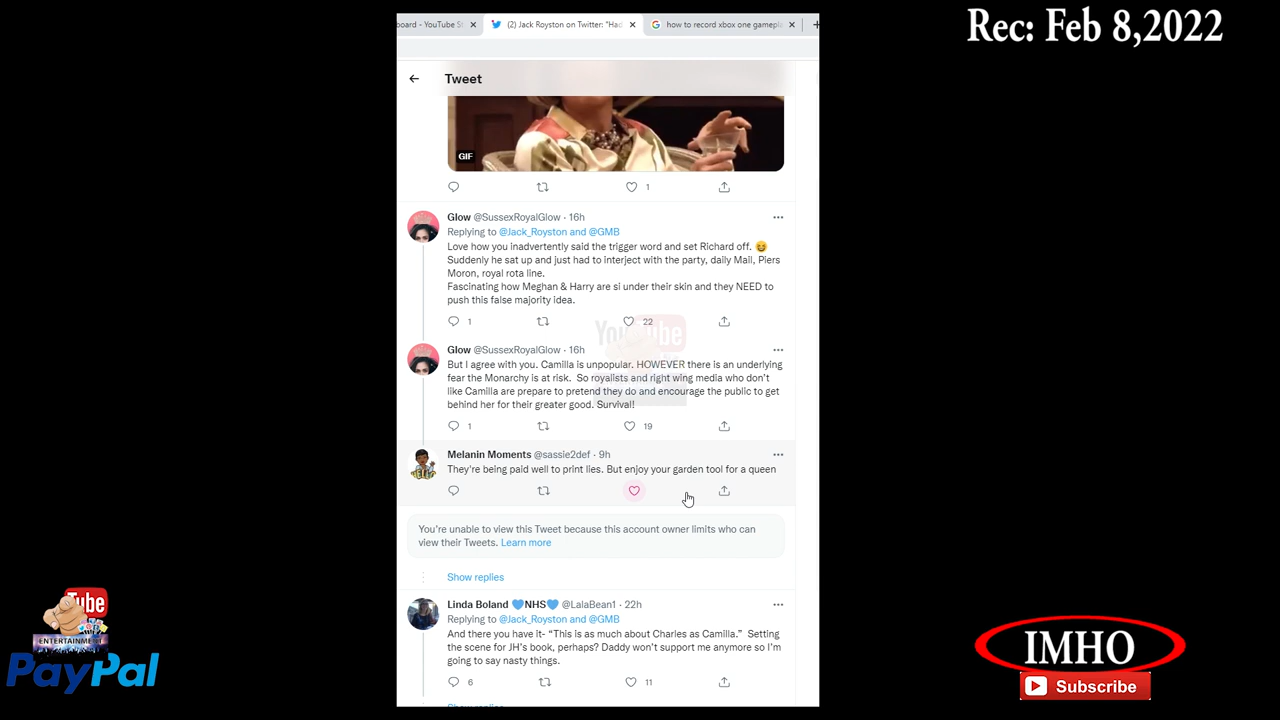 Rec: Feb 8,2022
board - YouTube St
(2) Jack Royston on Twitter: "Had
how to record xbox one gamepla
Tweet
GIF
1
Glow @SussexRoyalGlow · 16h
Replying to @Jack_Royston and @GMB
Love how you inadvertently said the trigger word and set Richard off. 😆
Suddenly he sat up and just had to interject with the party, daily Mail, Piers
Moron, royal rota line.
Fascinating how Meghan & Harry are si under their skin and they NEED to
push this false majority idea.
1 22
Glow @SussexRoyalGlow · 16h
But I agree with you. Camilla is unpopular. HOWEVER there is an underlying
fear the Monarchy is at risk. So royalists and right wing media who don't
like Camilla are prepare to pretend they do and encourage the public to get
behind her for their greater good. Survival!
1 19
Melanin Moments @sassie2def · 9h
They're being paid well to print lies. But enjoy your garden tool for a queen
You're unable to view this Tweet because this account owner limits who can
view their Tweets. Learn more
Show replies
Linda Boland 💙NHS💙 @LalaBean1 · 22h
Replying to @Jack_Royston and @GMB
And there you have it- “This is as much about Charles as Camilla.” Setting
the scene for JH's book, perhaps? Daddy won't support me anymore so I'm
going to say nasty things.
6 11
Show replies
YouTube
Tube
ENTERTAINMENT
PayPal
IMHO
Subscribe